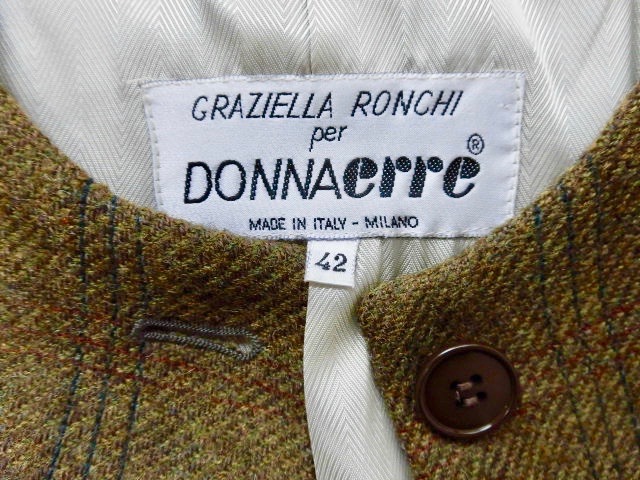 GRAZIELLA RONCHI
per
DONNAerre®
MADE IN ITALY - MILANO
42